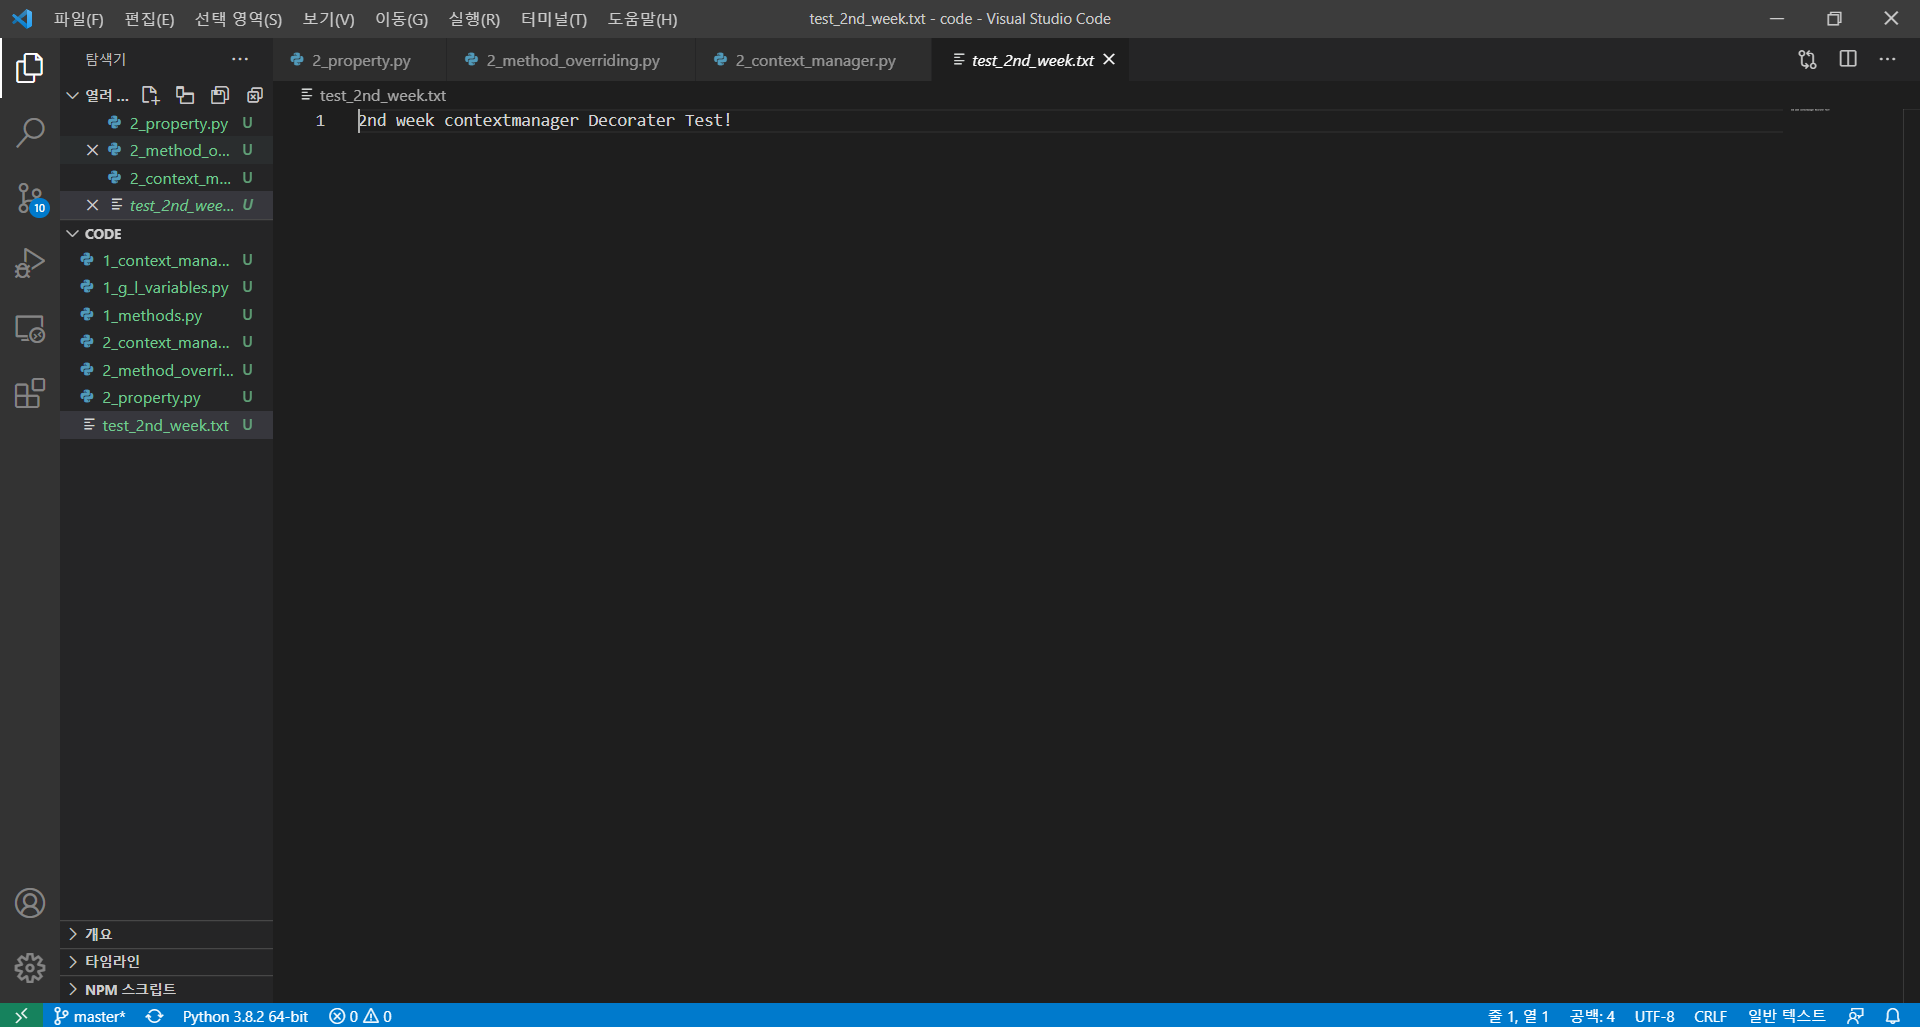 파일(F) 편집(E) 선택 영역(S) 보기(V) 이동(G) 실행(R) 터미널(T) 도움말(H) test_2nd_week.txt - code - Visual Studio Code
탐색기 ...
2_property.py 2_method_overriding.py 2_context_manager.py test_2nd_week.txt
열려 ...
test_2nd_week.txt
2_property.py U
2_method_o... U
2_context_m... U
test_2nd_wee... U
1 2nd week contextmanager Decorater Test!
10
CODE
1_context_mana... U
1_g_l_variables.py U
1_methods.py U
2_context_mana... U
2_method_overri... U
2_property.py U
test_2nd_week.txt U
개요
타임라인
NPM 스크립트
master* Python 3.8.2 64-bit 0 0 줄 1, 열 1 공백: 4 UTF-8 CRLF 일반 텍스트